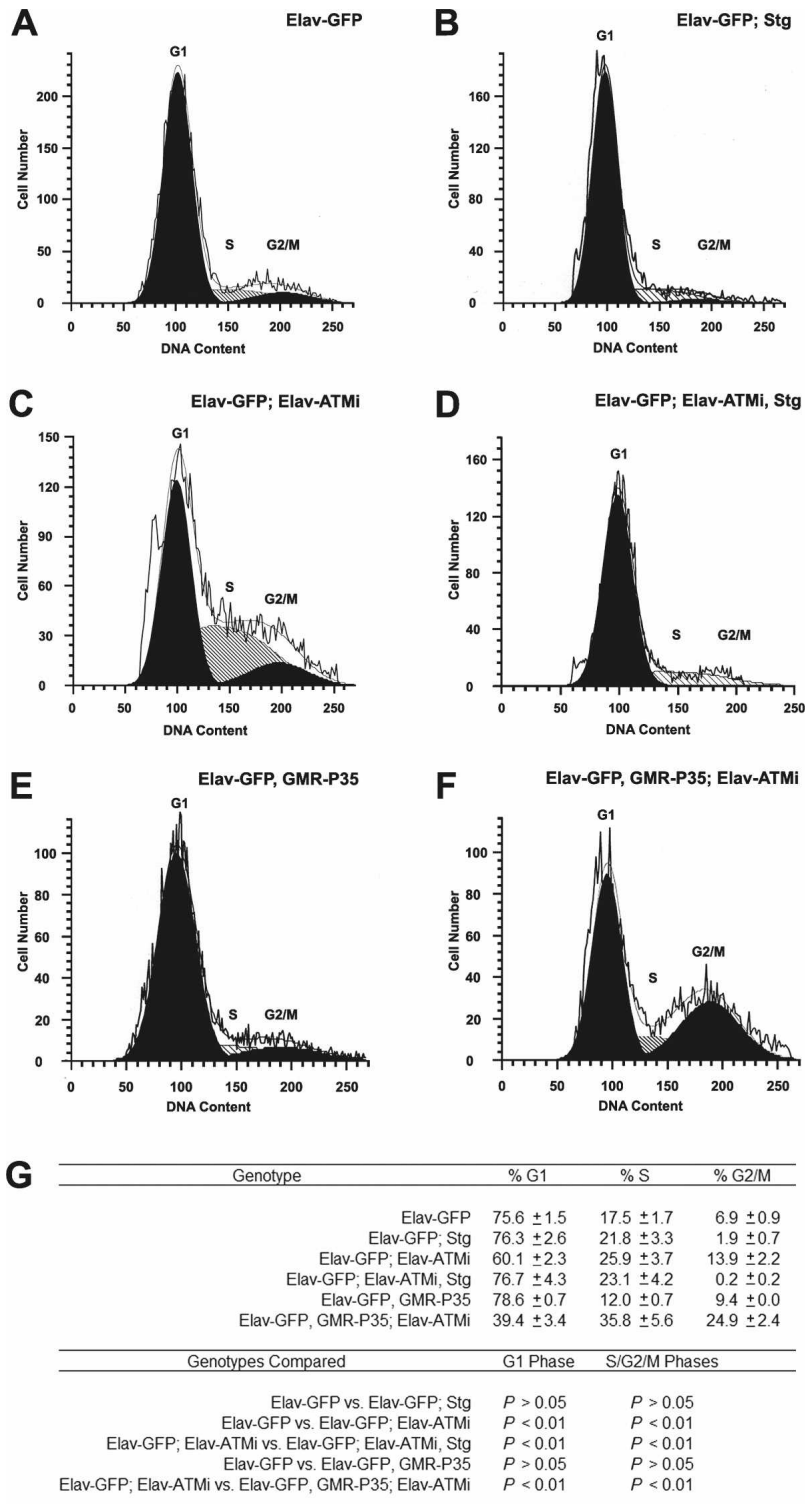 A
Elav-GFP
G1
S
G2/M
200
150
100
50
0
Cell Number
0 50 100 150 200 250
DNA Content
B
Elav-GFP; Stg
G1
S
G2/M
160
120
80
40
0
Cell Number
0 50 100 150 200 250
DNA Content
C
Elav-GFP; Elav-ATMi
G1
S
G2/M
150
120
90
60
30
0
Cell Number
0 50 100 150 200 250
DNA Content
D
Elav-GFP; Elav-ATMi, Stg
G1
S
G2/M
160
120
80
40
0
Cell Number
0 50 100 150 200 250
DNA Content
E
Elav-GFP, GMR-P35
G1
S
G2/M
100
80
60
40
20
0
Cell Number
0 50 100 150 200 250
DNA Content
F
Elav-GFP, GMR-P35; Elav-ATMi
G1
S
G2/M
100
80
60
40
20
0
Cell Number
0 50 100 150 200 250
DNA Content
G
Genotype % G1 % S % G2/M
Elav-GFP 75.6 ±1.5 17.5 ±1.7 6.9 ±0.9
Elav-GFP; Stg 76.3 ±2.6 21.8 ±3.3 1.9 ±0.7
Elav-GFP; Elav-ATMi 60.1 ±2.3 25.9 ±3.7 13.9 ±2.2
Elav-GFP; Elav-ATMi, Stg 76.7 ±4.3 23.1 ±4.2 0.2 ±0.2
Elav-GFP, GMR-P35 78.6 ±0.7 12.0 ±0.7 9.4 ±0.0
Elav-GFP, GMR-P35; Elav-ATMi 39.4 ±3.4 35.8 ±5.6 24.9 ±2.4
Genotypes Compared G1 Phase S/G2/M Phases
Elav-GFP vs. Elav-GFP; Stg P > 0.05 P > 0.05
Elav-GFP vs. Elav-GFP; Elav-ATMi P < 0.01 P < 0.01
Elav-GFP; Elav-ATMi vs. Elav-GFP; Elav-ATMi, Stg P < 0.01 P < 0.01
Elav-GFP vs. Elav-GFP, GMR-P35 P > 0.05 P > 0.05
Elav-GFP; Elav-ATMi vs. Elav-GFP, GMR-P35; Elav-ATMi P < 0.01 P < 0.01